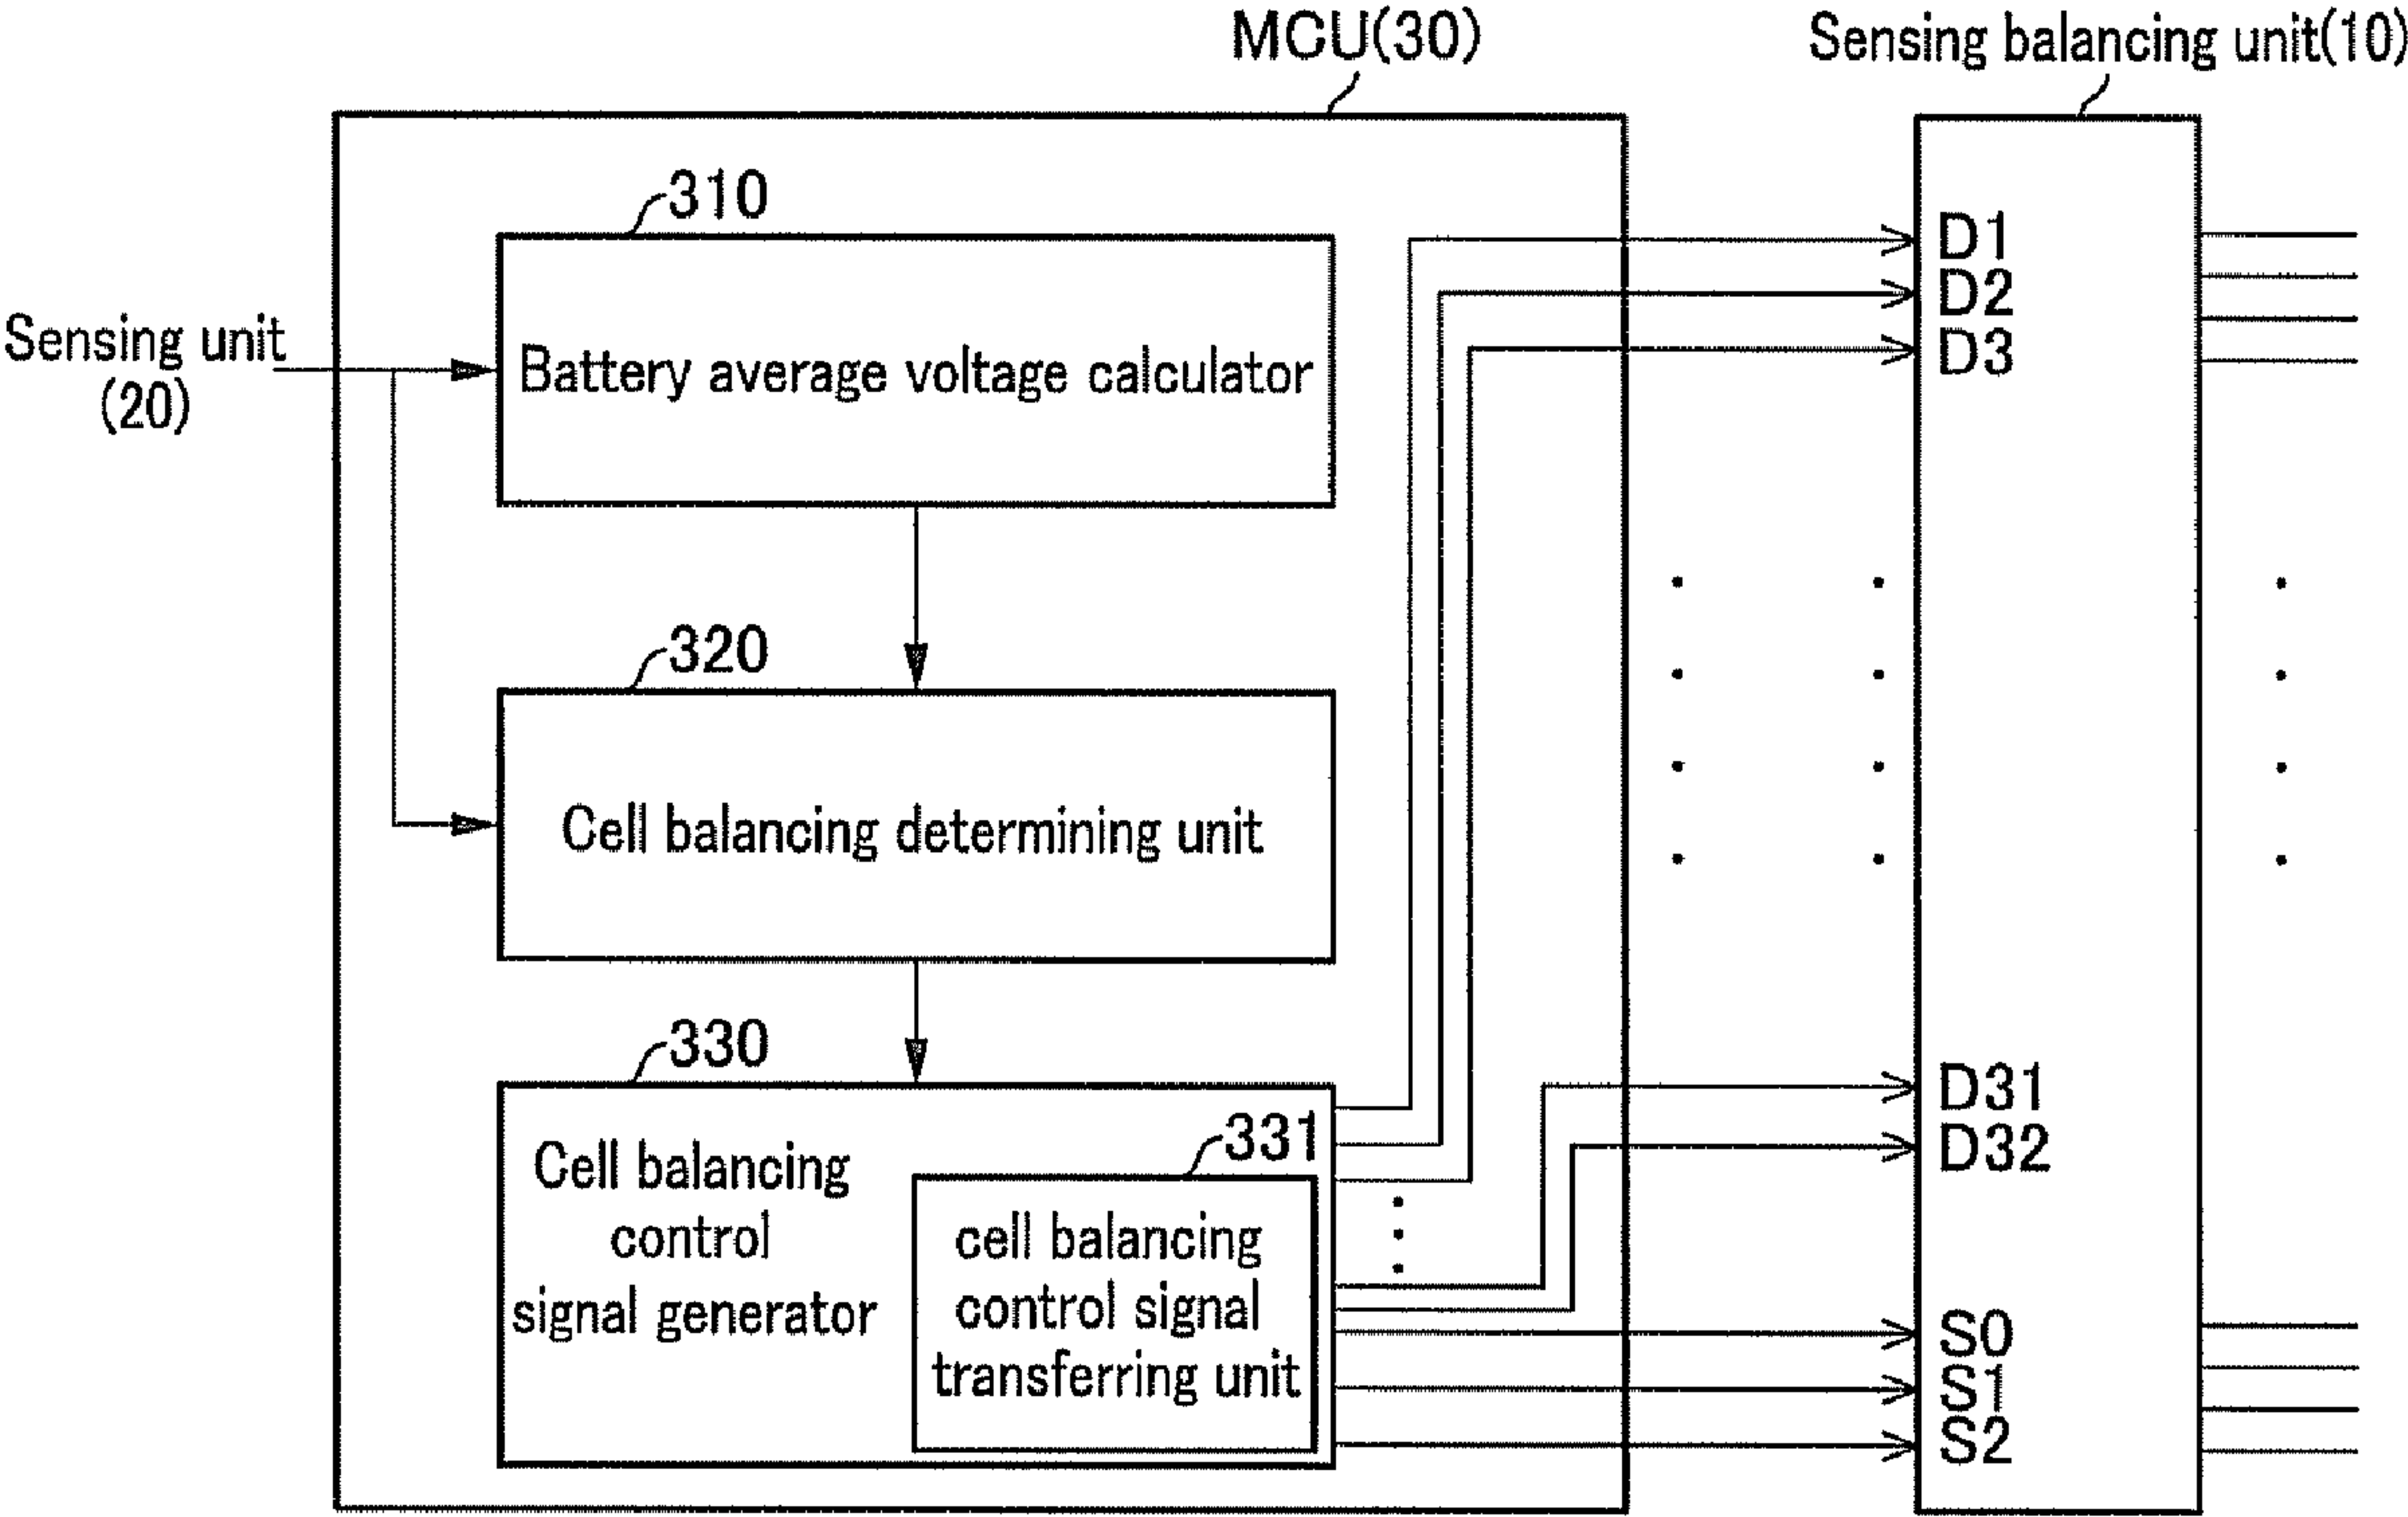 MCU(30)
Sensing balancing unit(10)
310
Battery average voltage calculator
Sensing unit
(20)
320
Cell balancing determining unit
330
Cell balancing
control
signal generator
331
cell balancing
control signal
transferring unit
D1
D2
D3
D31
D32
S0
S1
S2